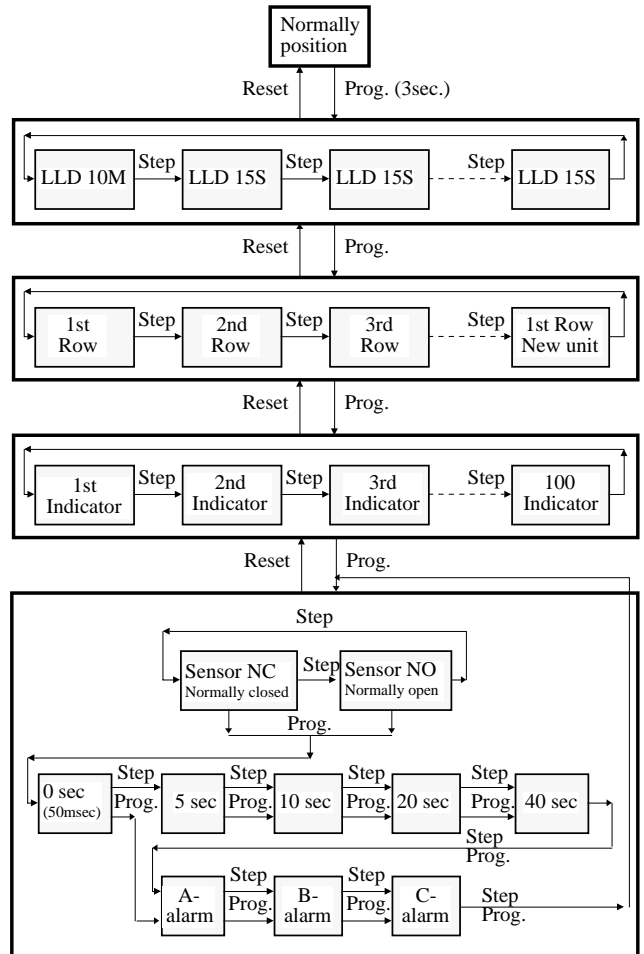 Normally
position
Reset
Prog. (3sec.)
Step
Step
Step
LLD 10M
LLD 15S
LLD 15S
LLD 15S
Reset
Prog.
1st
Row
Step
2nd
Row
Step
3rd
Row
Step
1st Row
New unit
Reset
Prog.
1st
Indicator
Step
2nd
Indicator
Step
3rd
Indicator
Step
100
Indicator
Reset
Prog.
Step
Sensor NC
Normally closed
Step
Sensor NO
Normally open
Prog.
0 sec
(50msec)
Step
Prog.
5 sec
Step
Prog.
10 sec
Step
Prog.
20 sec
Step
Prog.
40 sec
Step
Prog.
A-
alarm
Step
Prog.
B-
alarm
Step
Prog.
C-
alarm
Step
Prog.